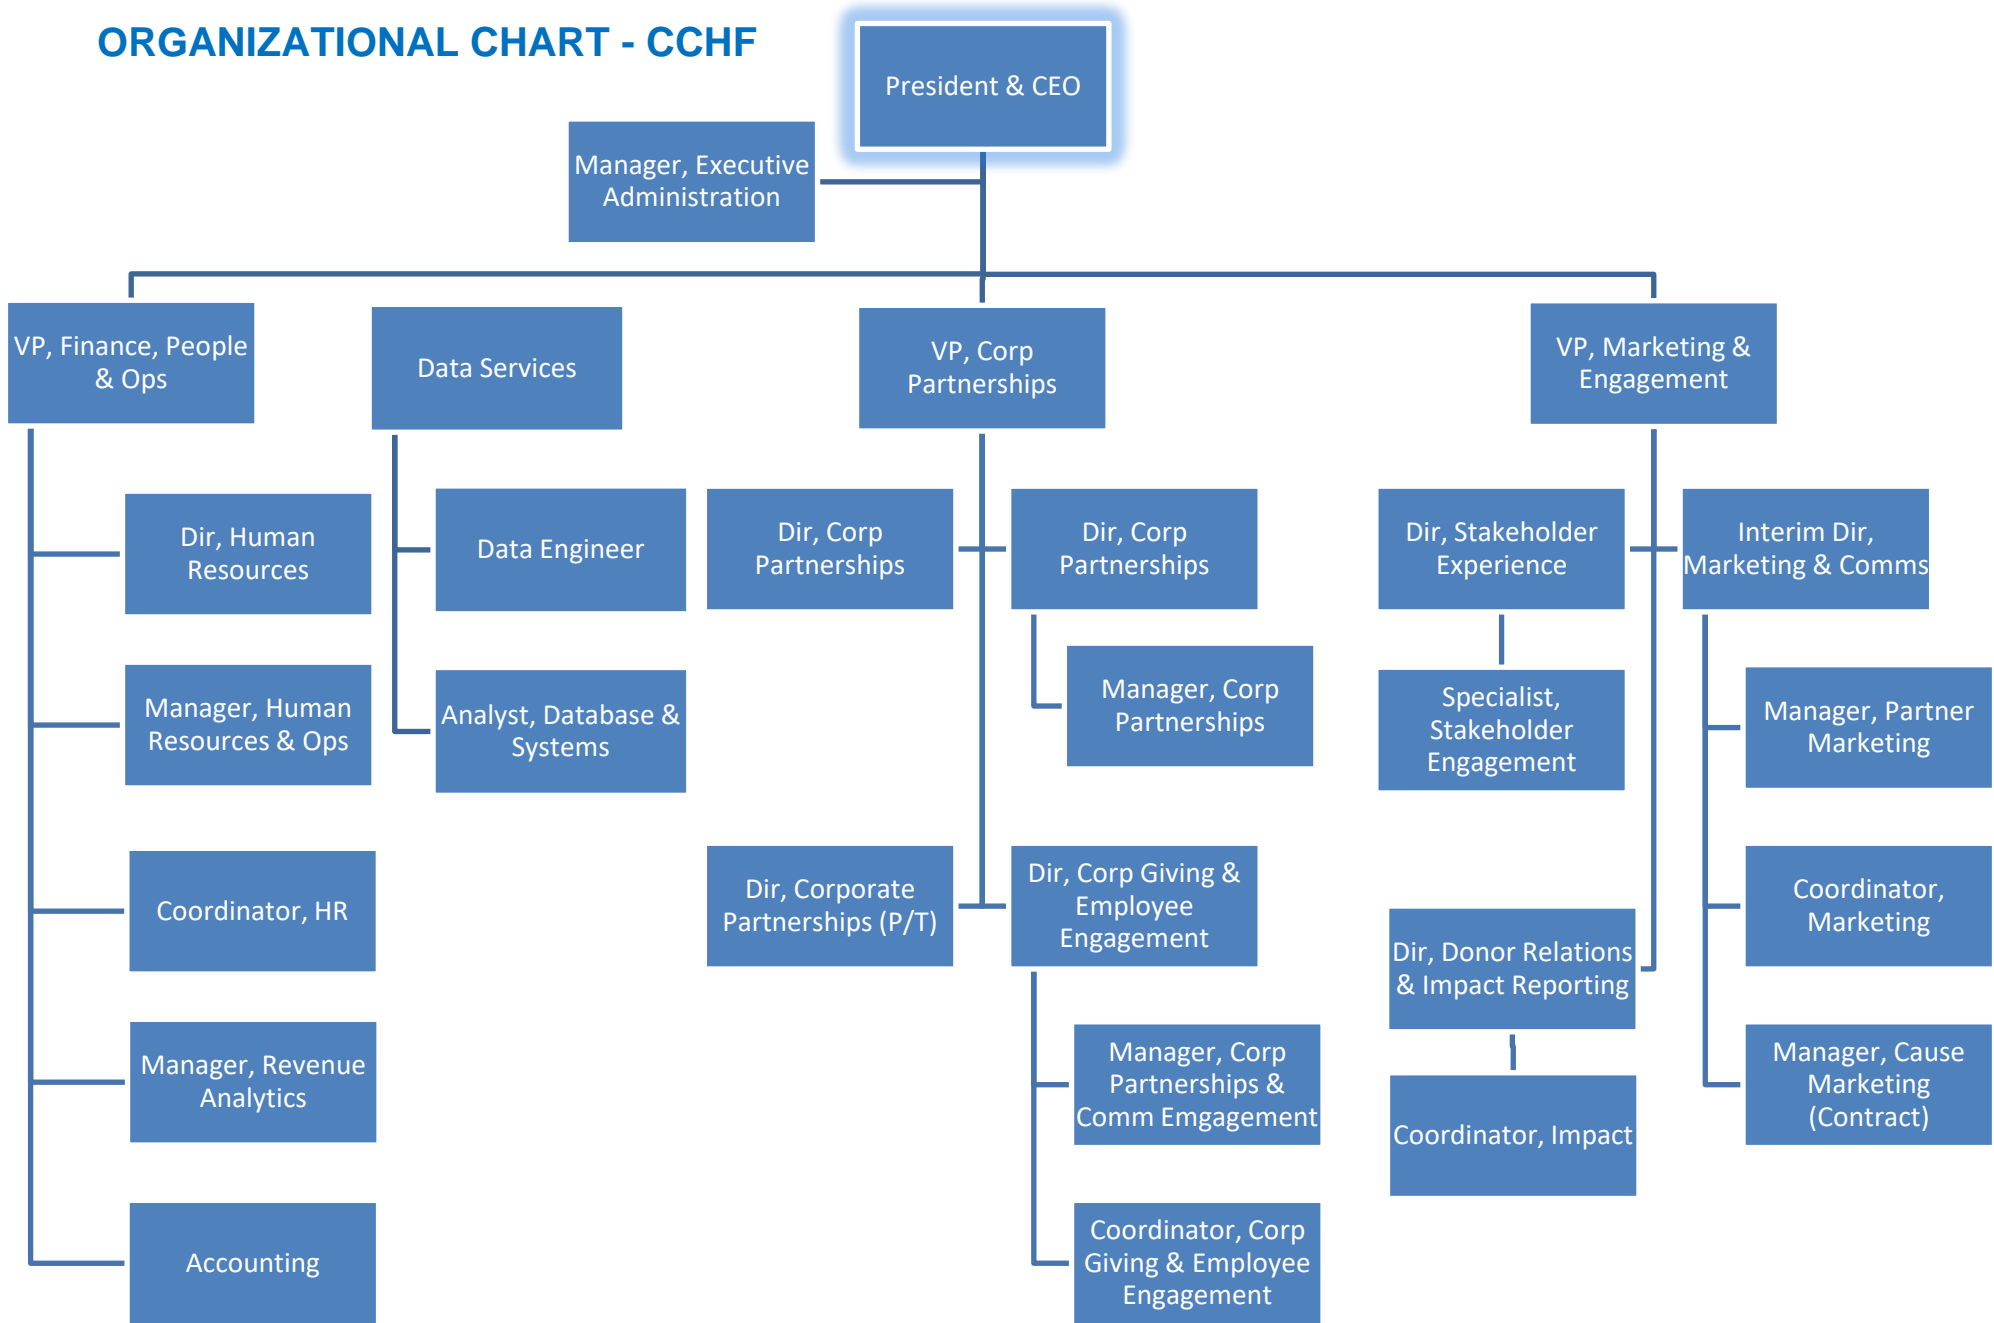 ORGANIZATIONAL CHART - CCHF
President & CEO
Manager, Executive
Administration
VP, Finance, People
& Ops
Data Services
VP, Corp
Partnerships
VP, Marketing &
Engagement
Dir, Human
Resources
Manager, Human
Resources & Ops
Coordinator, HR
Manager, Revenue
Analytics
Accounting
Data Engineer
Analyst, Database &
Systems
Dir, Corp
Partnerships
Dir, Corp
Partnerships
Manager, Corp
Partnerships
Dir, Corporate
Partnerships (P/T)
Dir, Corp Giving &
Employee
Engagement
Manager, Corp
Partnerships &
Comm Emgagement
Coordinator, Corp
Giving & Employee
Engagement
Dir, Stakeholder
Experience
Specialist,
Stakeholder
Engagement
Dir, Donor Relations
& Impact Reporting
Coordinator, Impact
Interim Dir,
Marketing & Comms
Manager, Partner
Marketing
Coordinator,
Marketing
Manager, Cause
Marketing
(Contract)